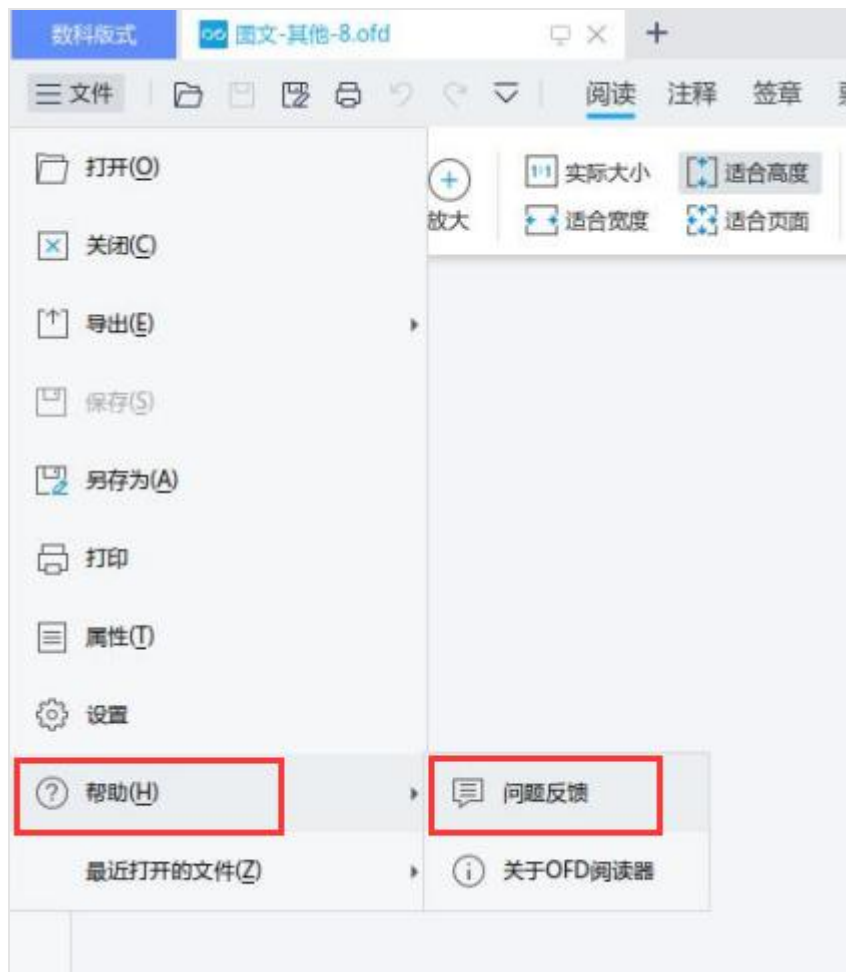 数科版式 图文-其他-8.ofd
文件 阅读 注释 签章
打开(O)
放大 实际大小 适合高度
适合宽度 适合页面
关闭(C)
导出(E)
保存(S)
另存为(A)
打印
属性(T)
设置
帮助(H) 问题反馈
最近打开的文件(Z) 关于OFD阅读器